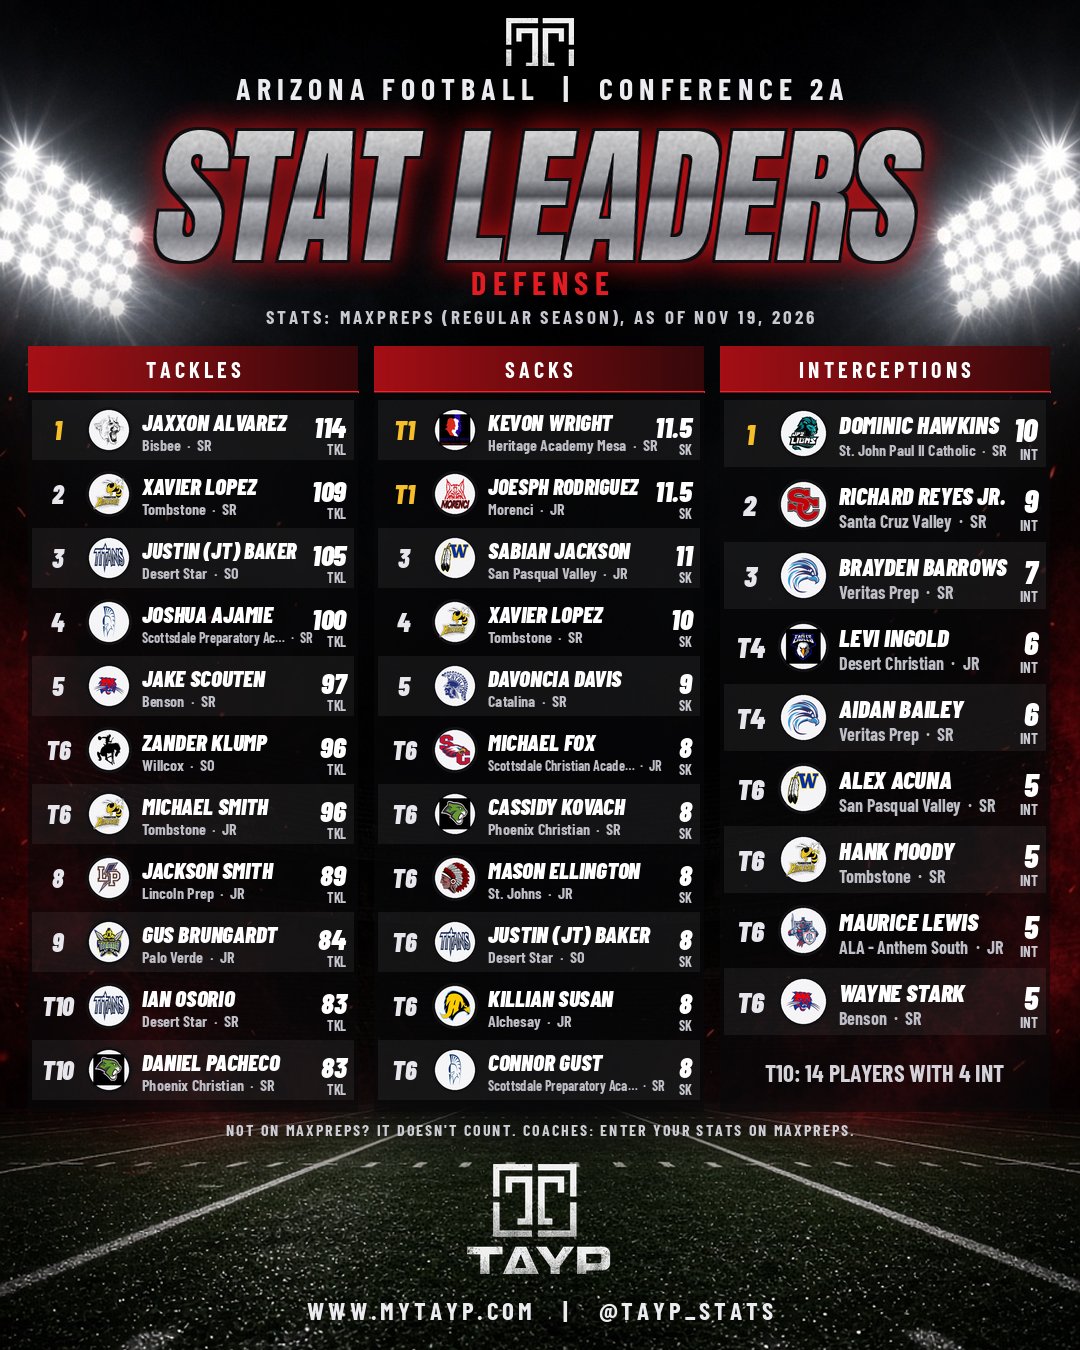 ARIZONA FOOTBALL | CONFERENCE 2A
STAT LEADERS
DEFENSE
STATS: MAXPREPS (REGULAR SEASON), AS OF NOV 19, 2026
TACKLES
1 JAXXON ALVAREZ 114
Bisbee · SR TKL
2 XAVIER LOPEZ 109
Tombstone · SR TKL
3 JUSTIN (JT) BAKER 105
Desert Star · SO TKL
4 JOSHUA AJAMIE 100
Scottsdale Preparatory Ac... · SR TKL
5 JAKE SCOUTEN 97
Benson · SR TKL
T6 ZANDER KLUMP 96
Willcox · SO TKL
T6 MICHAEL SMITH 96
Tombstone · JR TKL
8 JACKSON SMITH 89
Lincoln Prep · JR TKL
9 GUS BRUNGARDT 84
Palo Verde · JR TKL
T10 IAN OSORIO 83
Desert Star · SR TKL
T10 DANIEL PACHECO 83
Phoenix Christian · SR TKL
SACKS
T1 KEVON WRIGHT 11.5
Heritage Academy Mesa · SR SK
T1 JOESPH RODRIGUEZ 11.5
Morenci · JR SK
3 SABIAN JACKSON 11
San Pasqual Valley · JR SK
4 XAVIER LOPEZ 10
Tombstone · SR SK
5 DAVONCIA DAVIS 9
Catalina · SR SK
T6 MICHAEL FOX 8
Scottsdale Christian Acade... · JR SK
T6 CASSIDY KOVACH 8
Phoenix Christian · SR SK
T6 MASON ELLINGTON 8
St. Johns · JR SK
T6 JUSTIN (JT) BAKER 8
Desert Star · SO SK
T6 KILLIAN SUSAN 8
Alchesay · JR SK
T6 CONNOR GUST 8
Scottsdale Preparatory Aca... · SR SK
INTERCEPTIONS
1 DOMINIC HAWKINS 10
St. John Paul II Catholic · SR INT
2 RICHARD REYES JR. 9
Santa Cruz Valley · SR INT
3 BRAYDEN BARROWS 7
Veritas Prep · SR INT
T4 LEVI INGOLD 6
Desert Christian · JR INT
T4 AIDAN BAILEY 6
Veritas Prep · SR INT
T6 ALEX ACUNA 5
San Pasqual Valley · SR INT
T6 HANK MOODY 5
Tombstone · SR INT
T6 MAURICE LEWIS 5
ALA - Anthem South · JR INT
T6 WAYNE STARK 5
Benson · SR INT
T10: 14 PLAYERS WITH 4 INT
NOT ON MAXPREPS? IT DOESN'T COUNT. COACHES: ENTER YOUR STATS ON MAXPREPS.
TAYP
WWW.MYTAYP.COM | @TAYP_STATS